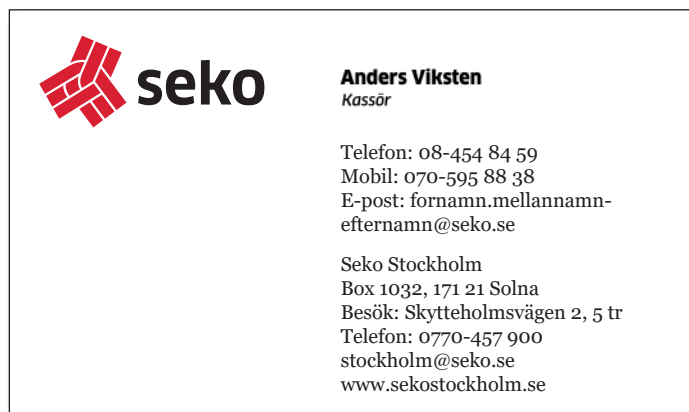 seko
Anders Viksten
Kassör
Telefon: 08-454 84 59
Mobil: 070-595 88 38
E-post: fornamn.mellannamn-
efternamn@seko.se
Seko Stockholm
Box 1032, 171 21 Solna
Besök: Skytteholmsvägen 2, 5 tr
Telefon: 0770-457 900
stockholm@seko.se
www.sekostockholm.se